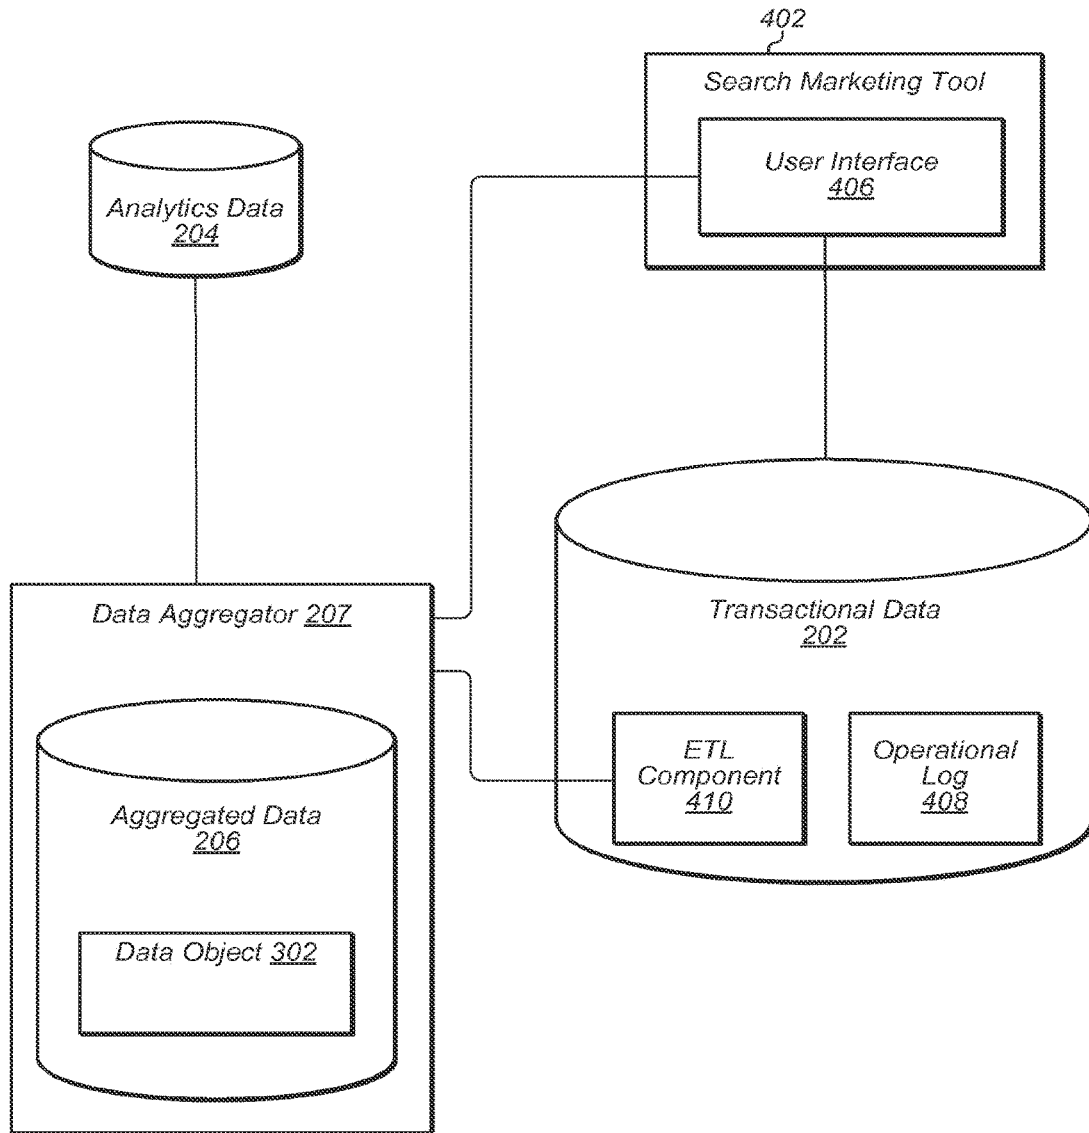 402
Search Marketing Tool
User Interface
406
Analytics Data
204
Data Aggregator 207
Transactional Data
202
ETL
Component
410
Operational
Log
408
Aggregated Data
206
Data Object 302